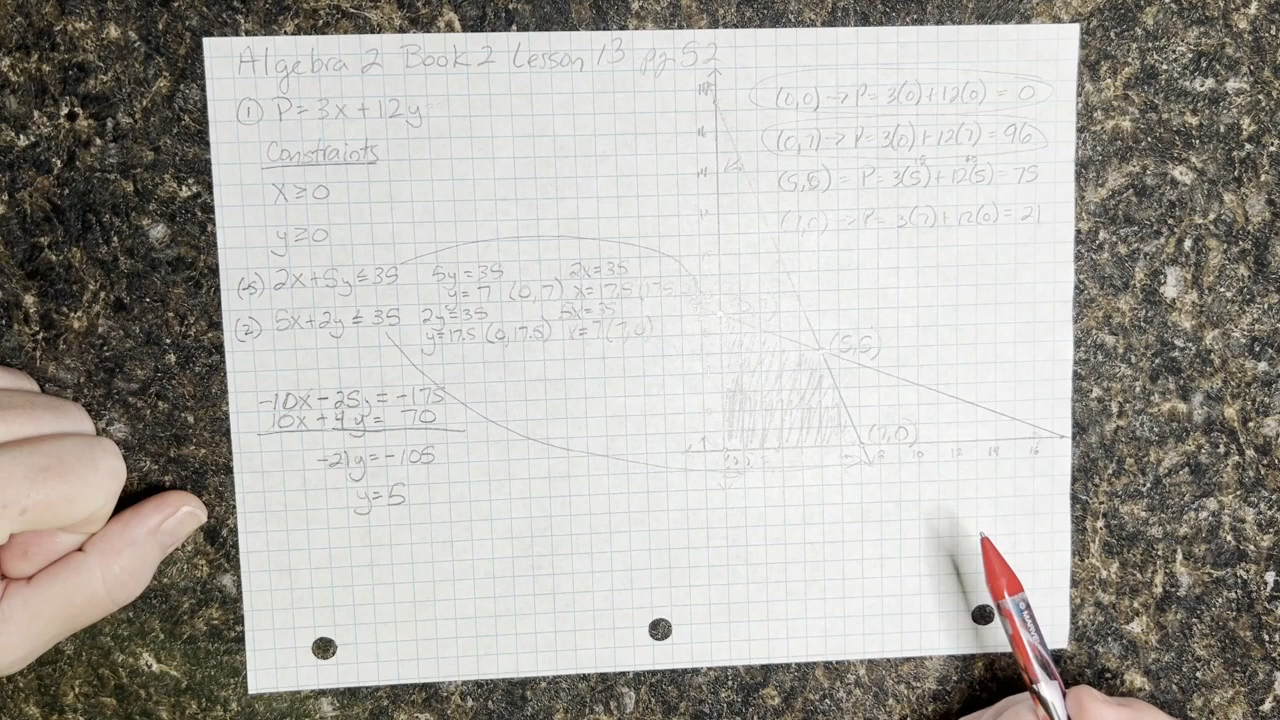 Algebra 2 Book 2 Lesson 13 pg 52
① P = 3x + 12y
Constraints
x ≥ 0
y ≥ 0
(-5) 2x + 5y ≤ 35 5y = 35 2x = 35
y = 7 (0,7) x = 17.5 (17.5
(2) 5x + 2y ≤ 35 2y = 35 5x = 35
y = 17.5 (0, 17.5) x = 7 (7,0)
-10x - 25y = -175
10x + 4y = 70
-21y = -105
y = 5
(0,0) → P = 3(0) + 12(0) = 0
(0,7) → P = 3(0) + 12(7) = 96
(5,5) = P = 3(5) + 12(5) = 75
(7,0) → P = 3(7) + 12(0) = 21
(5,5)
(7,0)
8 10 12 14 16
MARVEL